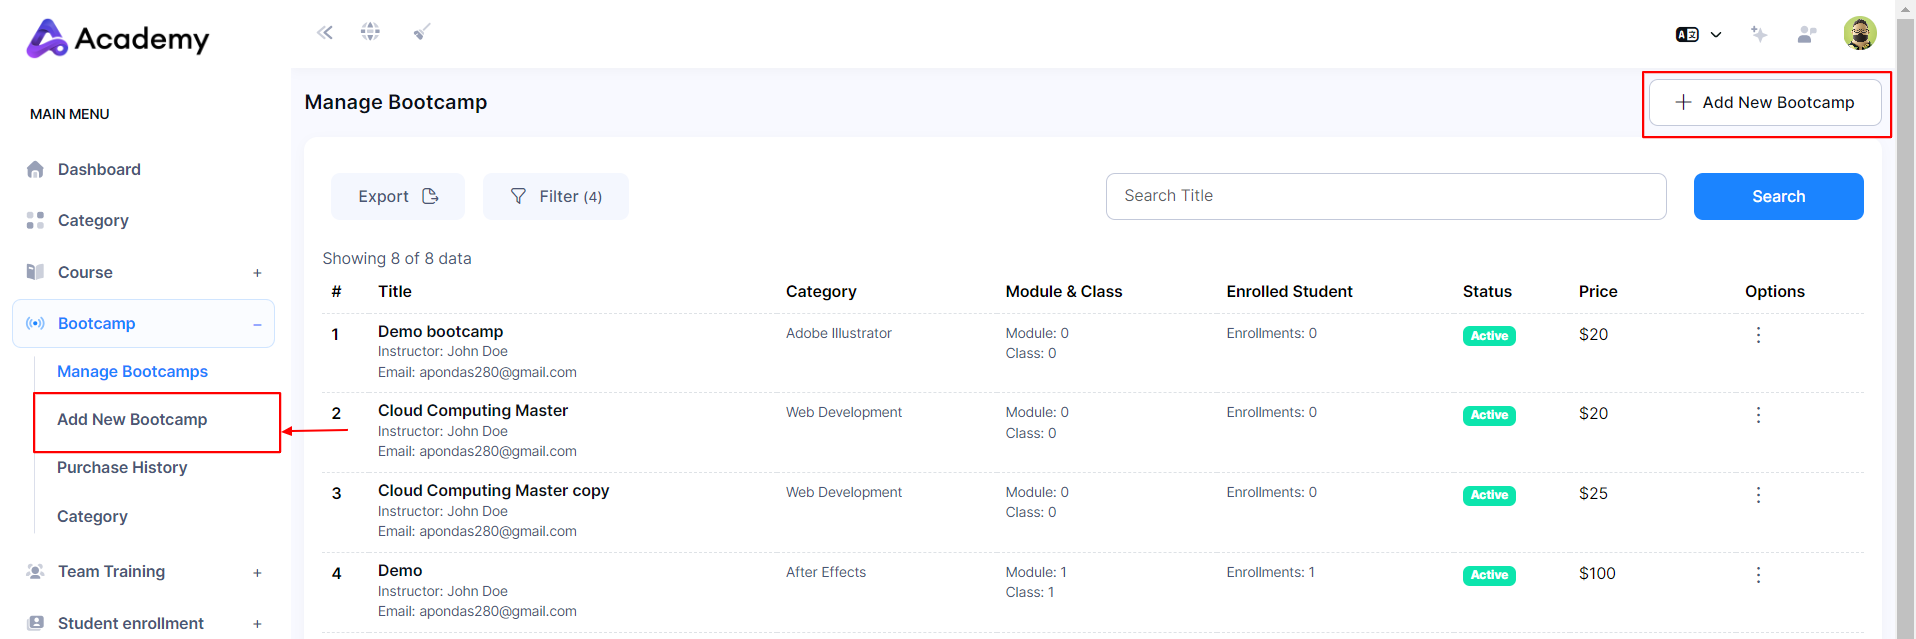 Academy
MAIN MENU
Dashboard
Category
Course +
Bootcamp –
Manage Bootcamps
Add New Bootcamp
Purchase History
Category
Team Training +
Student enrollment +
Manage Bootcamp
+ Add New Bootcamp
Export
Filter (4)
Search Title
Search
Showing 8 of 8 data
# Title Category Module & Class Enrolled Student Status Price Options
1 Demo bootcamp Adobe Illustrator Module: 0 Enrollments: 0 Active $20
Instructor: John Doe Class: 0
Email: apondas280@gmail.com
2 Cloud Computing Master Web Development Module: 0 Enrollments: 0 Active $20
Instructor: John Doe Class: 0
Email: apondas280@gmail.com
3 Cloud Computing Master copy Web Development Module: 0 Enrollments: 0 Active $25
Instructor: John Doe Class: 0
Email: apondas280@gmail.com
4 Demo After Effects Module: 1 Enrollments: 1 Active $100
Instructor: John Doe Class: 1
Email: apondas280@gmail.com